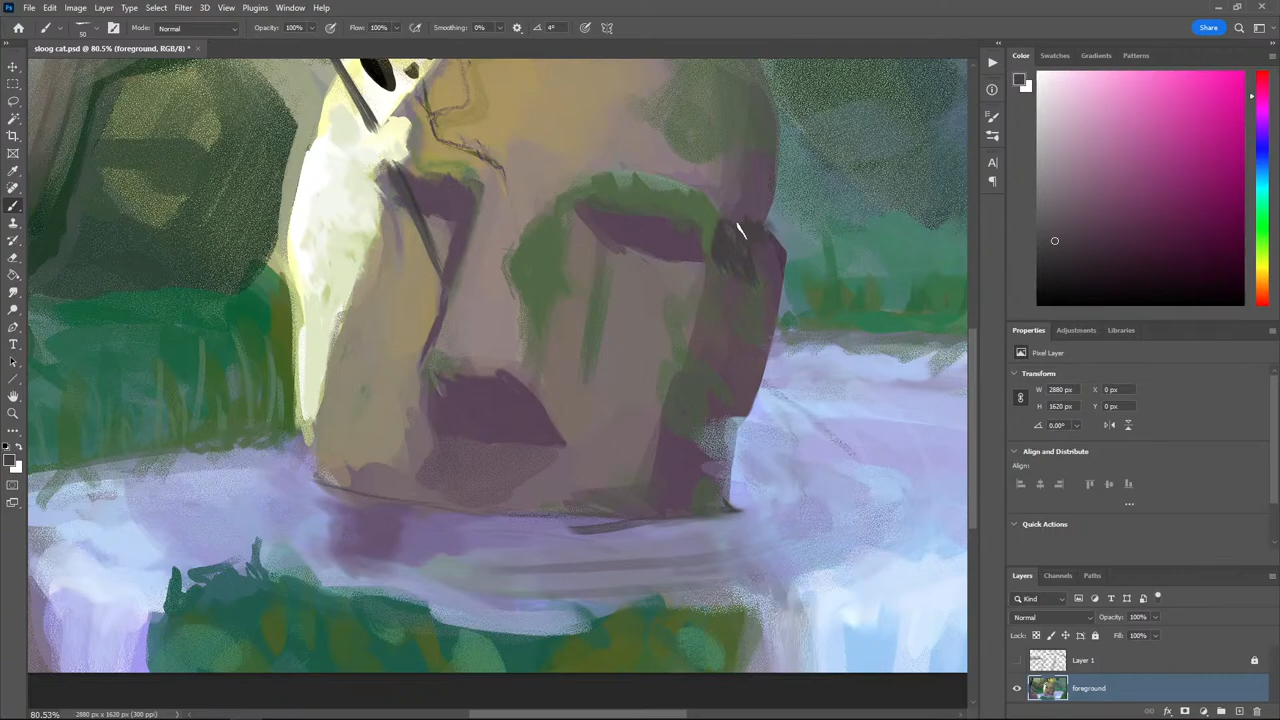 Ps File Edit Image Layer Type Select Filter 3D View Plugins Window Help
50 Mode: Normal Opacity: 100% Flow: 100% Smoothing: 0% 4° Share
sloog cat.psd @ 80.5% (foreground, RGB/8) * ×
Color Swatches Gradients Patterns
Properties Adjustments Libraries
Pixel Layer
Transform
W 2880 px X 0 px
H 1620 px Y 0 px
0.00°
Align and Distribute
Align:
Quick Actions
Layers Channels Paths
Kind
Normal Opacity: 100%
Lock: Fill: 100%
Layer 1
foreground
80.53% 2880 px x 1620 px (300 ppi)